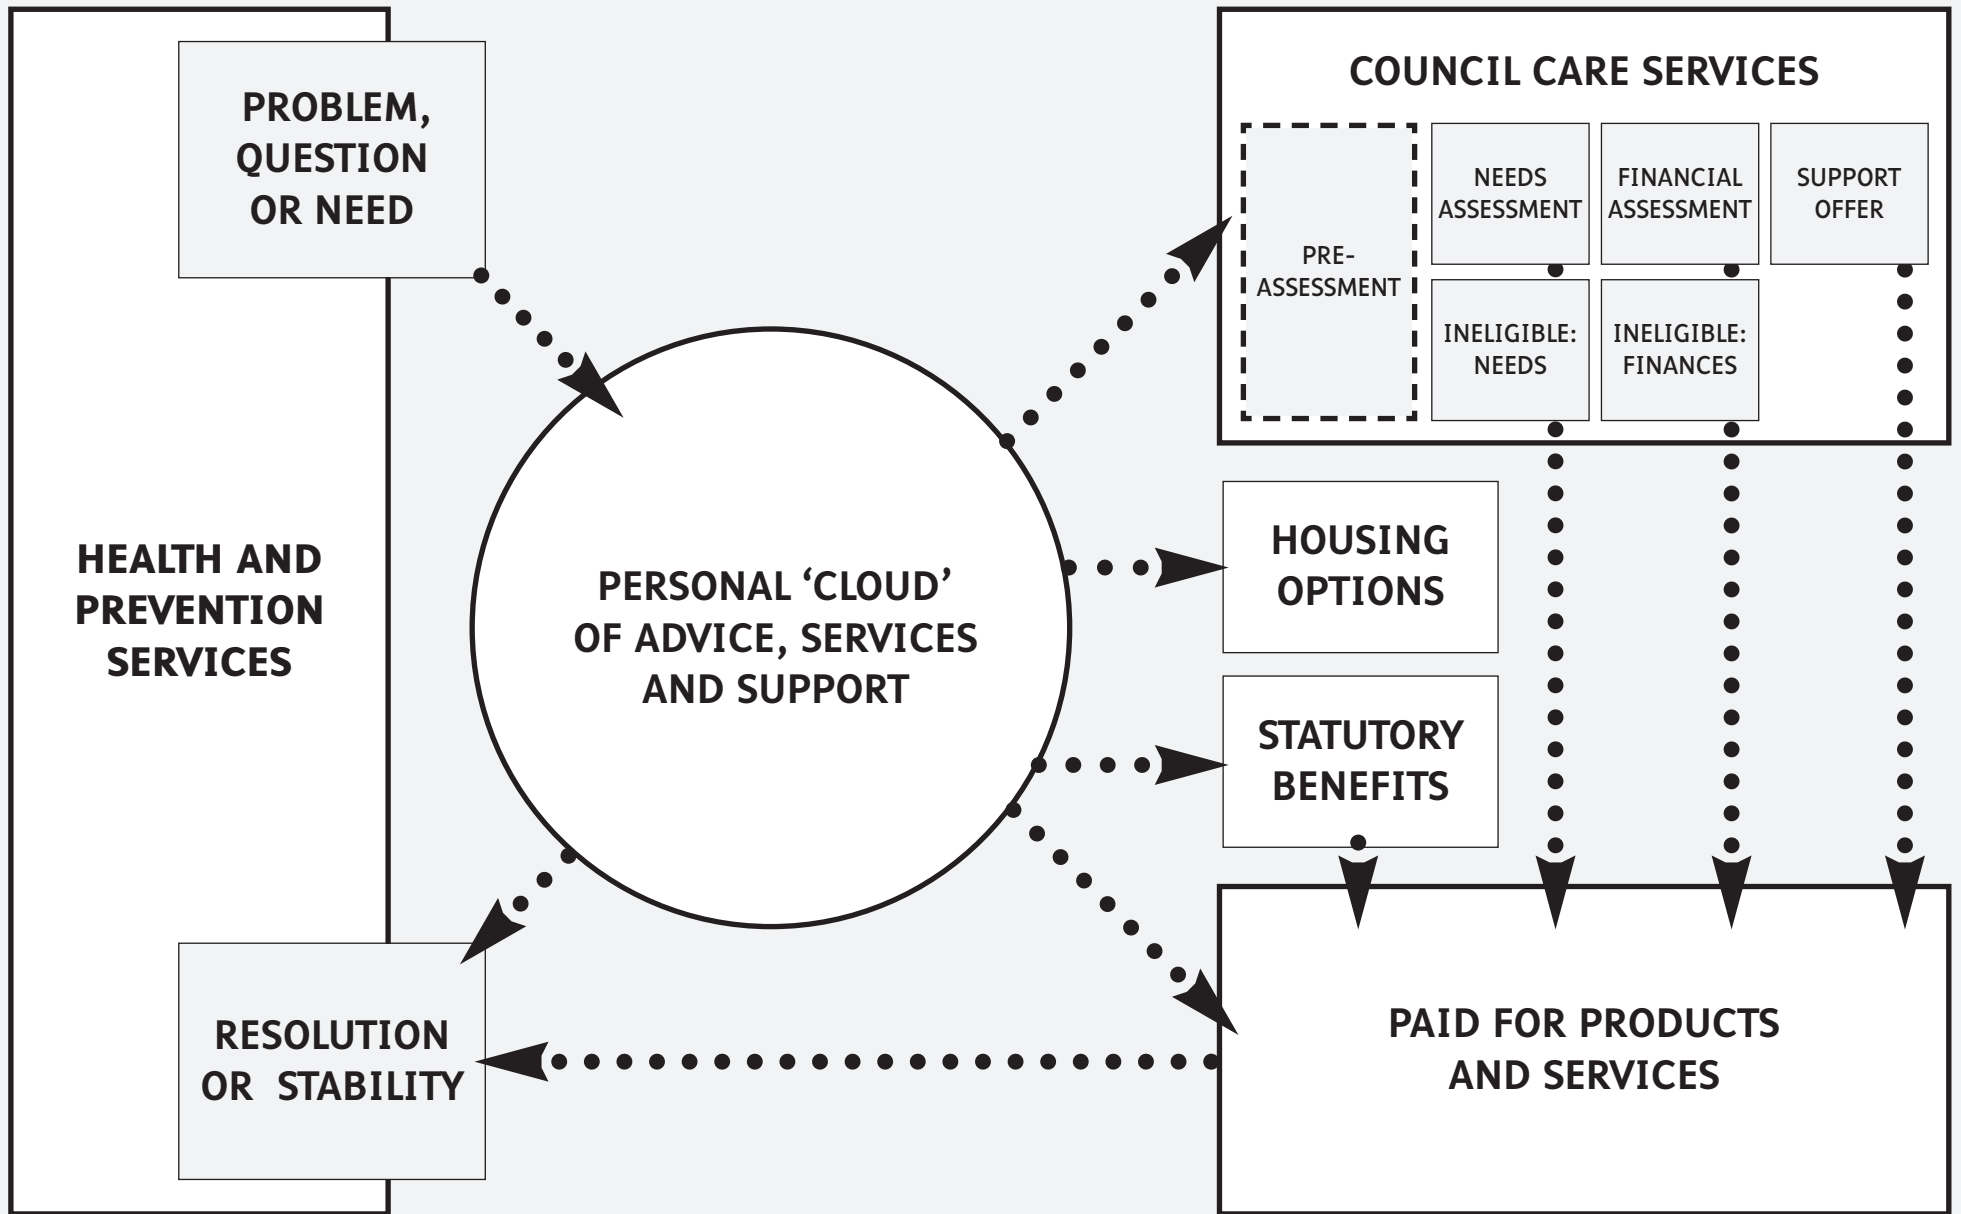 PROBLEM,
QUESTION
OR NEED
HEALTH AND
PREVENTION
SERVICES
RESOLUTION
OR STABILITY
PERSONAL ‘CLOUD’
OF ADVICE, SERVICES
AND SUPPORT
COUNCIL CARE SERVICES
PRE-
ASSESSMENT
NEEDS
ASSESSMENT
FINANCIAL
ASSESSMENT
SUPPORT
OFFER
INELIGIBLE:
NEEDS
INELIGIBLE:
FINANCES
HOUSING
OPTIONS
STATUTORY
BENEFITS
PAID FOR PRODUCTS
AND SERVICES